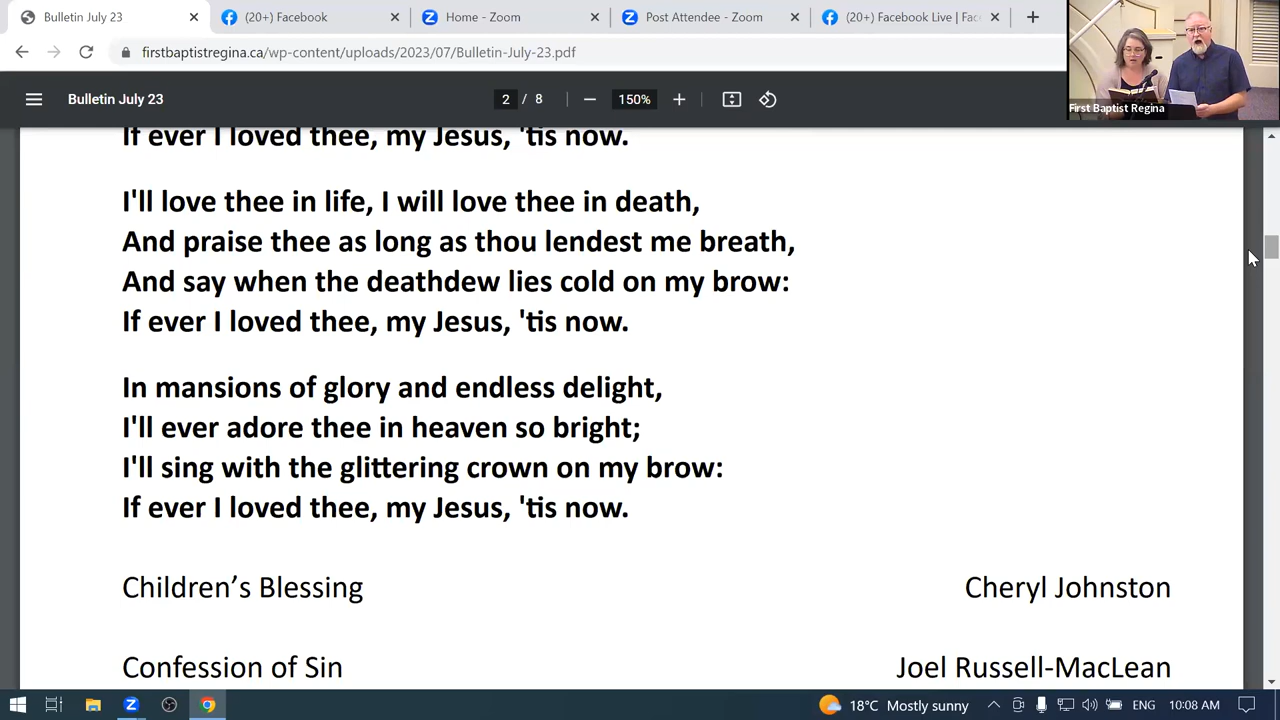 Bulletin July 23
(20+) Facebook
Home - Zoom
Post Attendee - Zoom
(20+) Facebook Live | Fac
firstbaptistregina.ca/wp-content/uploads/2023/07/Bulletin-July-23.pdf
Bulletin July 23
2 / 8
150%
First Baptist Regina
If ever I loved thee, my Jesus, 'tis now.
I'll love thee in life, I will love thee in death,
And praise thee as long as thou lendest me breath,
And say when the deathdew lies cold on my brow:
If ever I loved thee, my Jesus, 'tis now.
In mansions of glory and endless delight,
I'll ever adore thee in heaven so bright;
I'll sing with the glittering crown on my brow:
If ever I loved thee, my Jesus, 'tis now.
Children’s Blessing Cheryl Johnston
Confession of Sin Joel Russell-MacLean
18°C Mostly sunny
ENG
10:08 AM